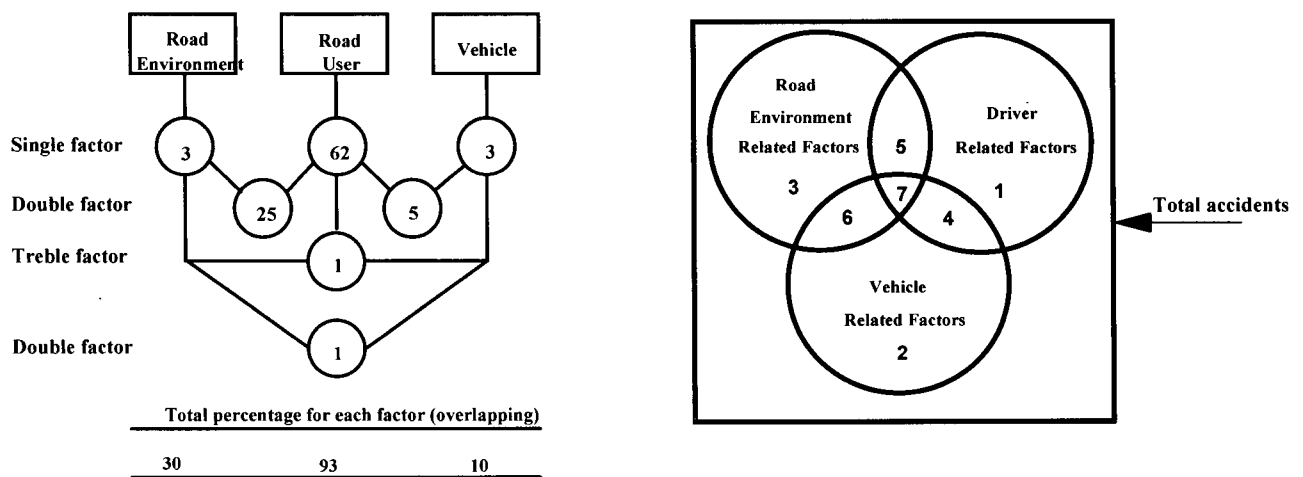 Road
Environment
Road
User
Vehicle
Single factor
3
62
3
Double factor
25
5
Treble factor
1
Double factor
1
Total percentage for each factor (overlapping)
30 93 10
Road
Environment
Related Factors
3
5
Driver
Related Factors
1
7
6
4
Vehicle
Related Factors
2
Total accidents